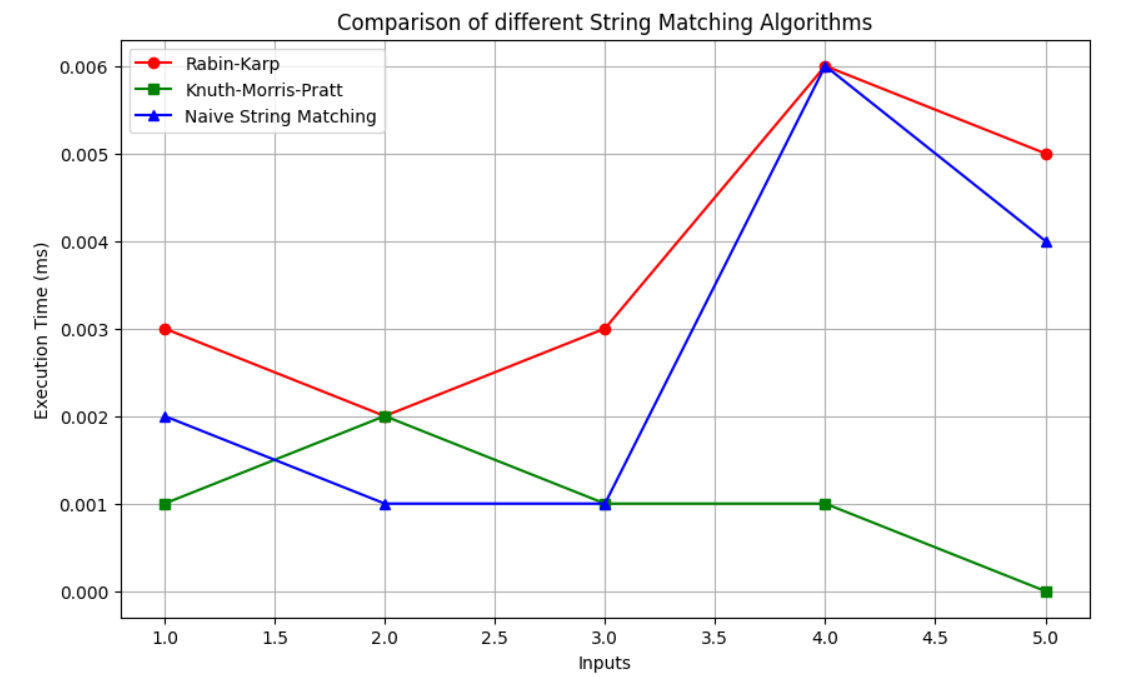 Comparison of different String Matching Algorithms
Rabin-Karp
Knuth-Morris-Pratt
Naive String Matching
0.006
0.005
0.004
0.003
0.002
0.001
0.000
Execution Time (ms)
1.0 1.5 2.0 2.5 3.0 3.5 4.0 4.5 5.0
Inputs